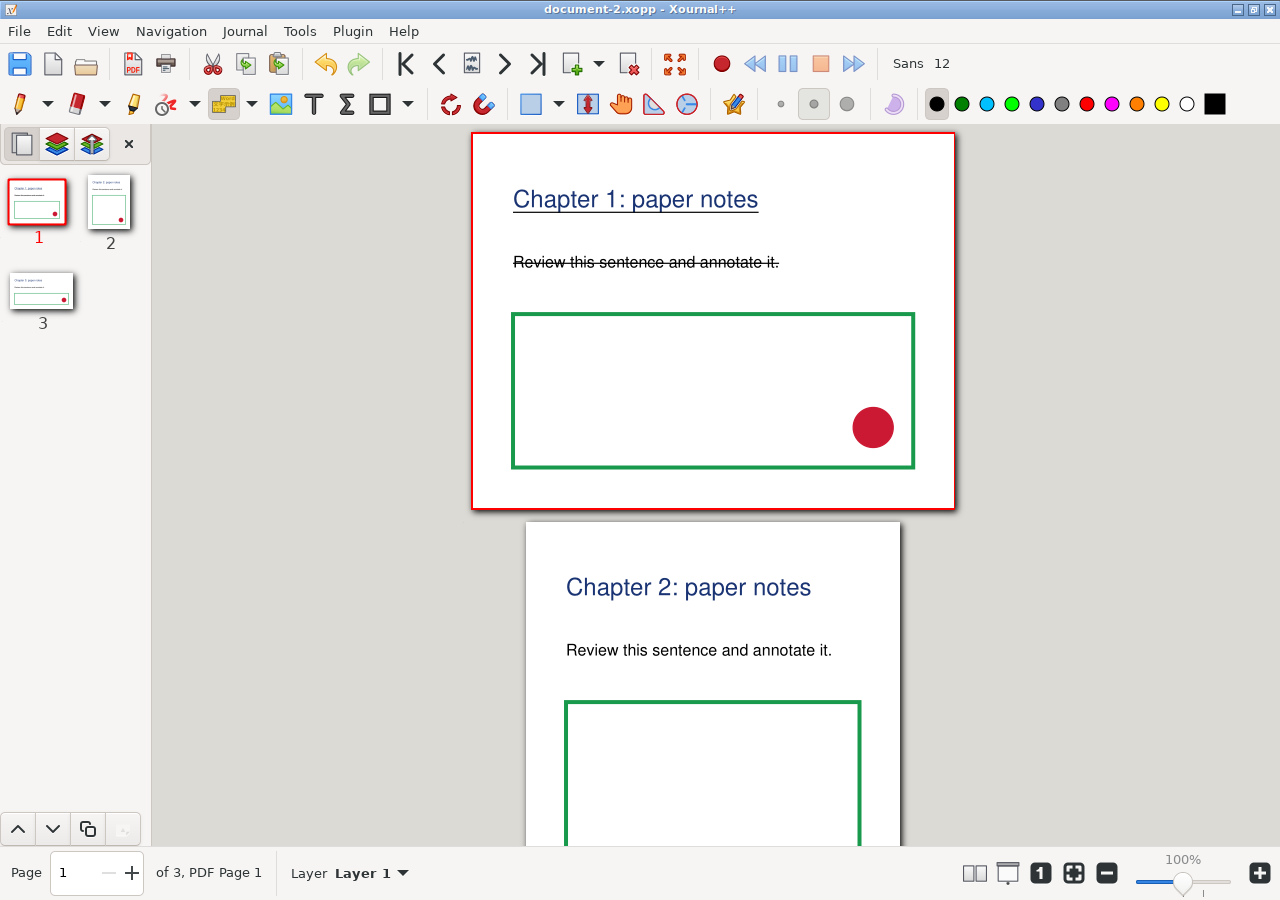 document-2.xopp - Xournal++
File Edit View Navigation Journal Tools Plugin Help
PDF
Sans 12
Chapter 1: paper notes
Review this sentence and annotate it.
Chapter 2: paper notes
Review this sentence and annotate it.
1
2
3
Page 1 of 3, PDF Page 1 Layer Layer 1
1
100%